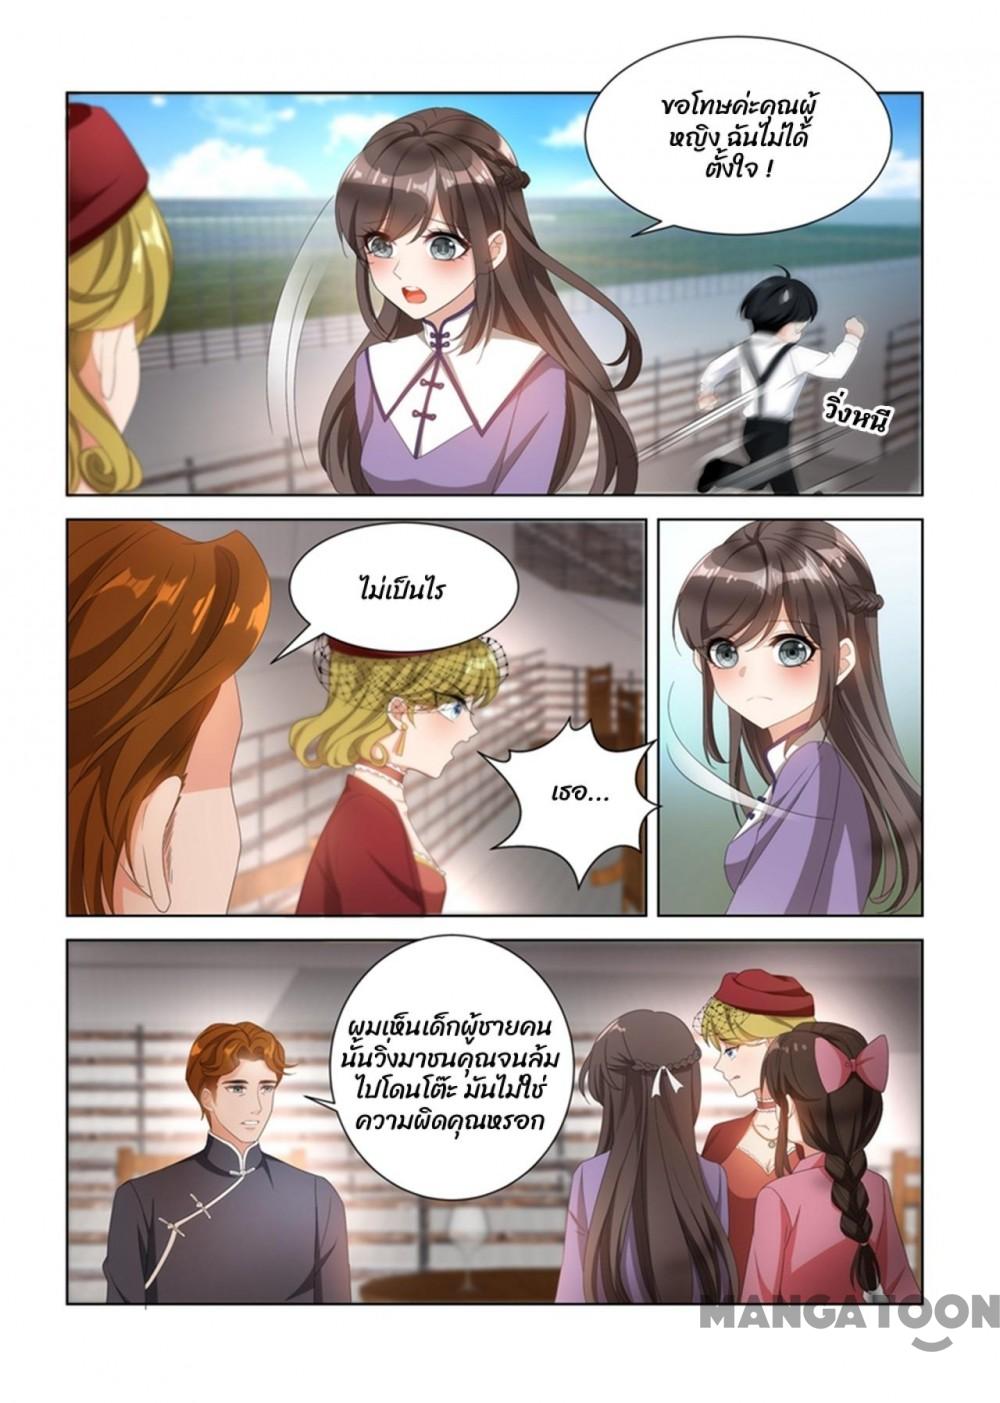 ขอโทษค่ะคุณผู้
หญิง ฉันไม่ได้
ตั้งใจ !
วิ่งหนี
ไม่เป็นไร
เธอ...
ผมเห็นเด็กผู้ชายคน
นั้นวิ่งมาชนคุณจนล้ม
ไปโดนโต๊ะ มันไม่ใช่
ความผิดคุณหรอก
MANGATOON